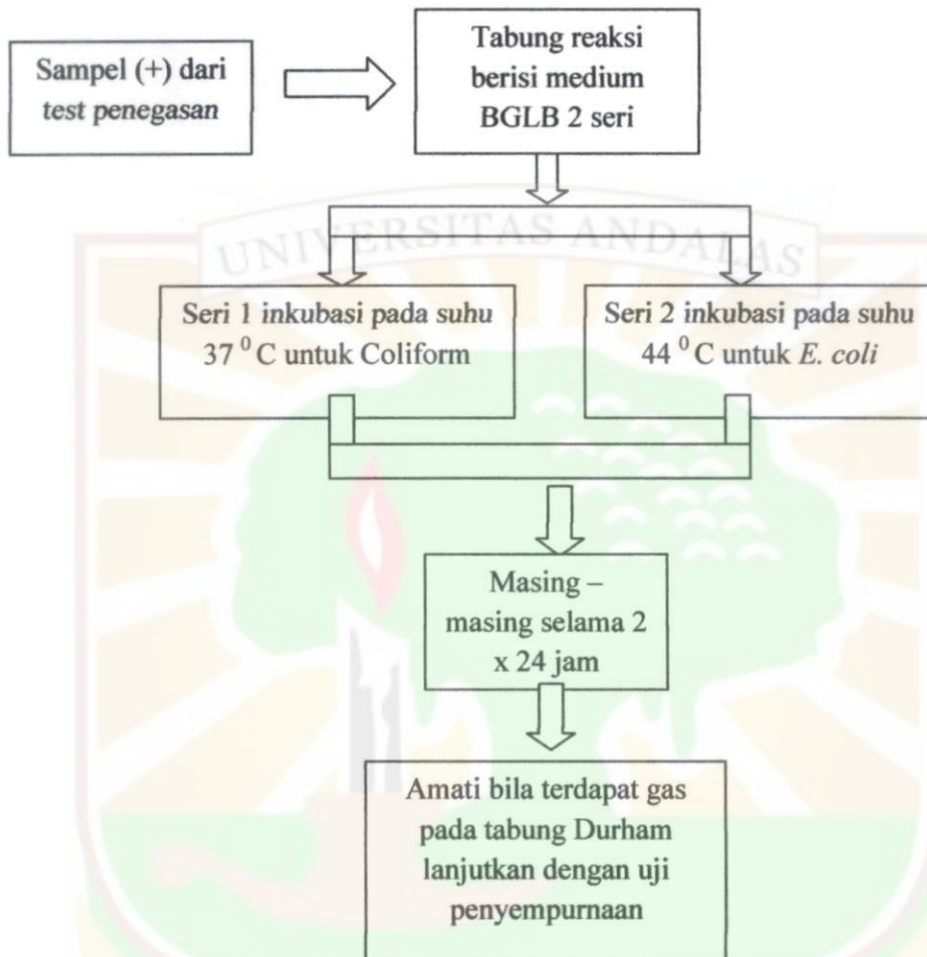 Sampel (+) dari
test penegasan
Tabung reaksi
berisi medium
BGLB 2 seri
UNIVERSITAS ANDALAS
Seri 1 inkubasi pada suhu
37 ⁰ C untuk Coliform
Seri 2 inkubasi pada suhu
44 ⁰ C untuk E. coli
Masing –
masing selama 2
x 24 jam
Amati bila terdapat gas
pada tabung Durham
lanjutkan dengan uji
penyempurnaan